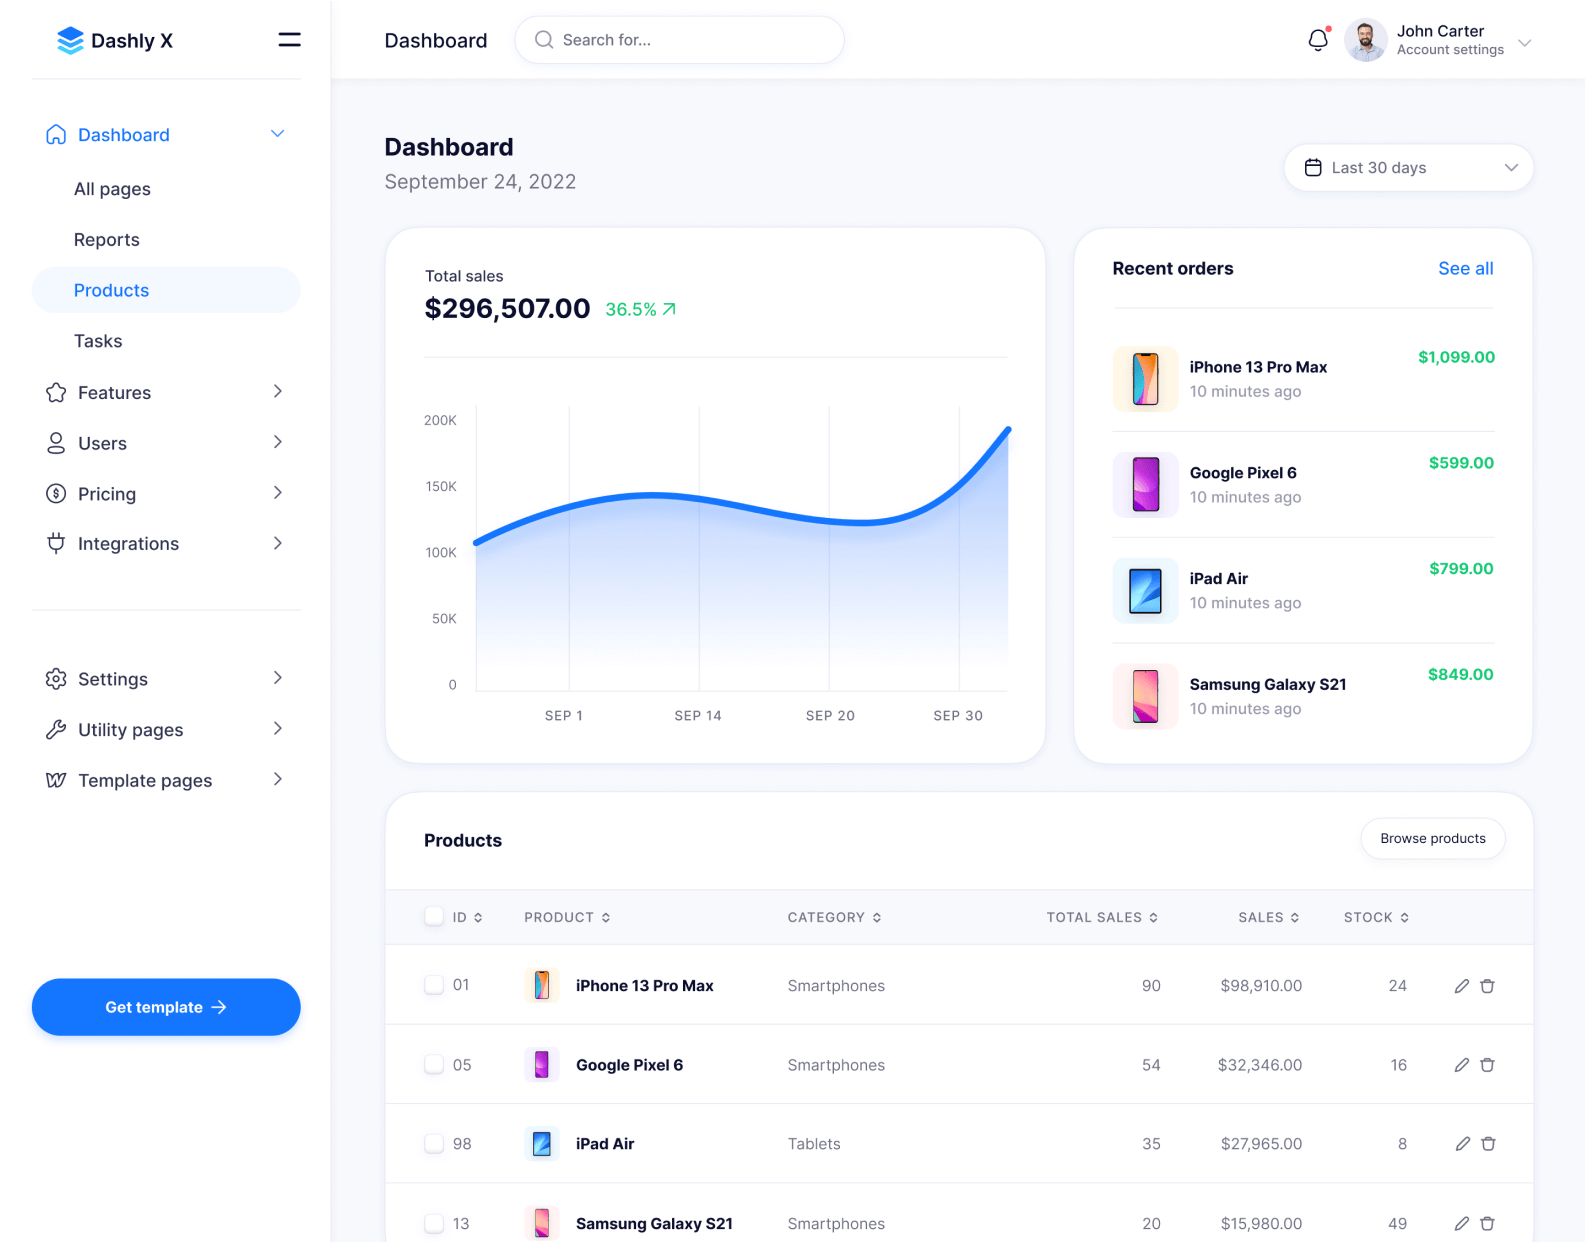 Dashly X
Dashboard
Search for...
John Carter
Account settings
Dashboard
All pages
Reports
Products
Tasks
Features
Users
Pricing
Integrations
Settings
Utility pages
Template pages
Get template
Dashboard
September 24, 2022
Last 30 days
Total sales
$296,507.00 36.5%
200K
150K
100K
50K
0
SEP 1 SEP 14 SEP 20 SEP 30
Recent orders See all
iPhone 13 Pro Max $1,099.00
10 minutes ago
Google Pixel 6 $599.00
10 minutes ago
iPad Air $799.00
10 minutes ago
Samsung Galaxy S21 $849.00
10 minutes ago
Products Browse products
ID PRODUCT CATEGORY TOTAL SALES SALES STOCK
01 iPhone 13 Pro Max Smartphones 90 $98,910.00 24
05 Google Pixel 6 Smartphones 54 $32,346.00 16
98 iPad Air Tablets 35 $27,965.00 8
13 Samsung Galaxy S21 Smartphones 20 $15,980.00 49